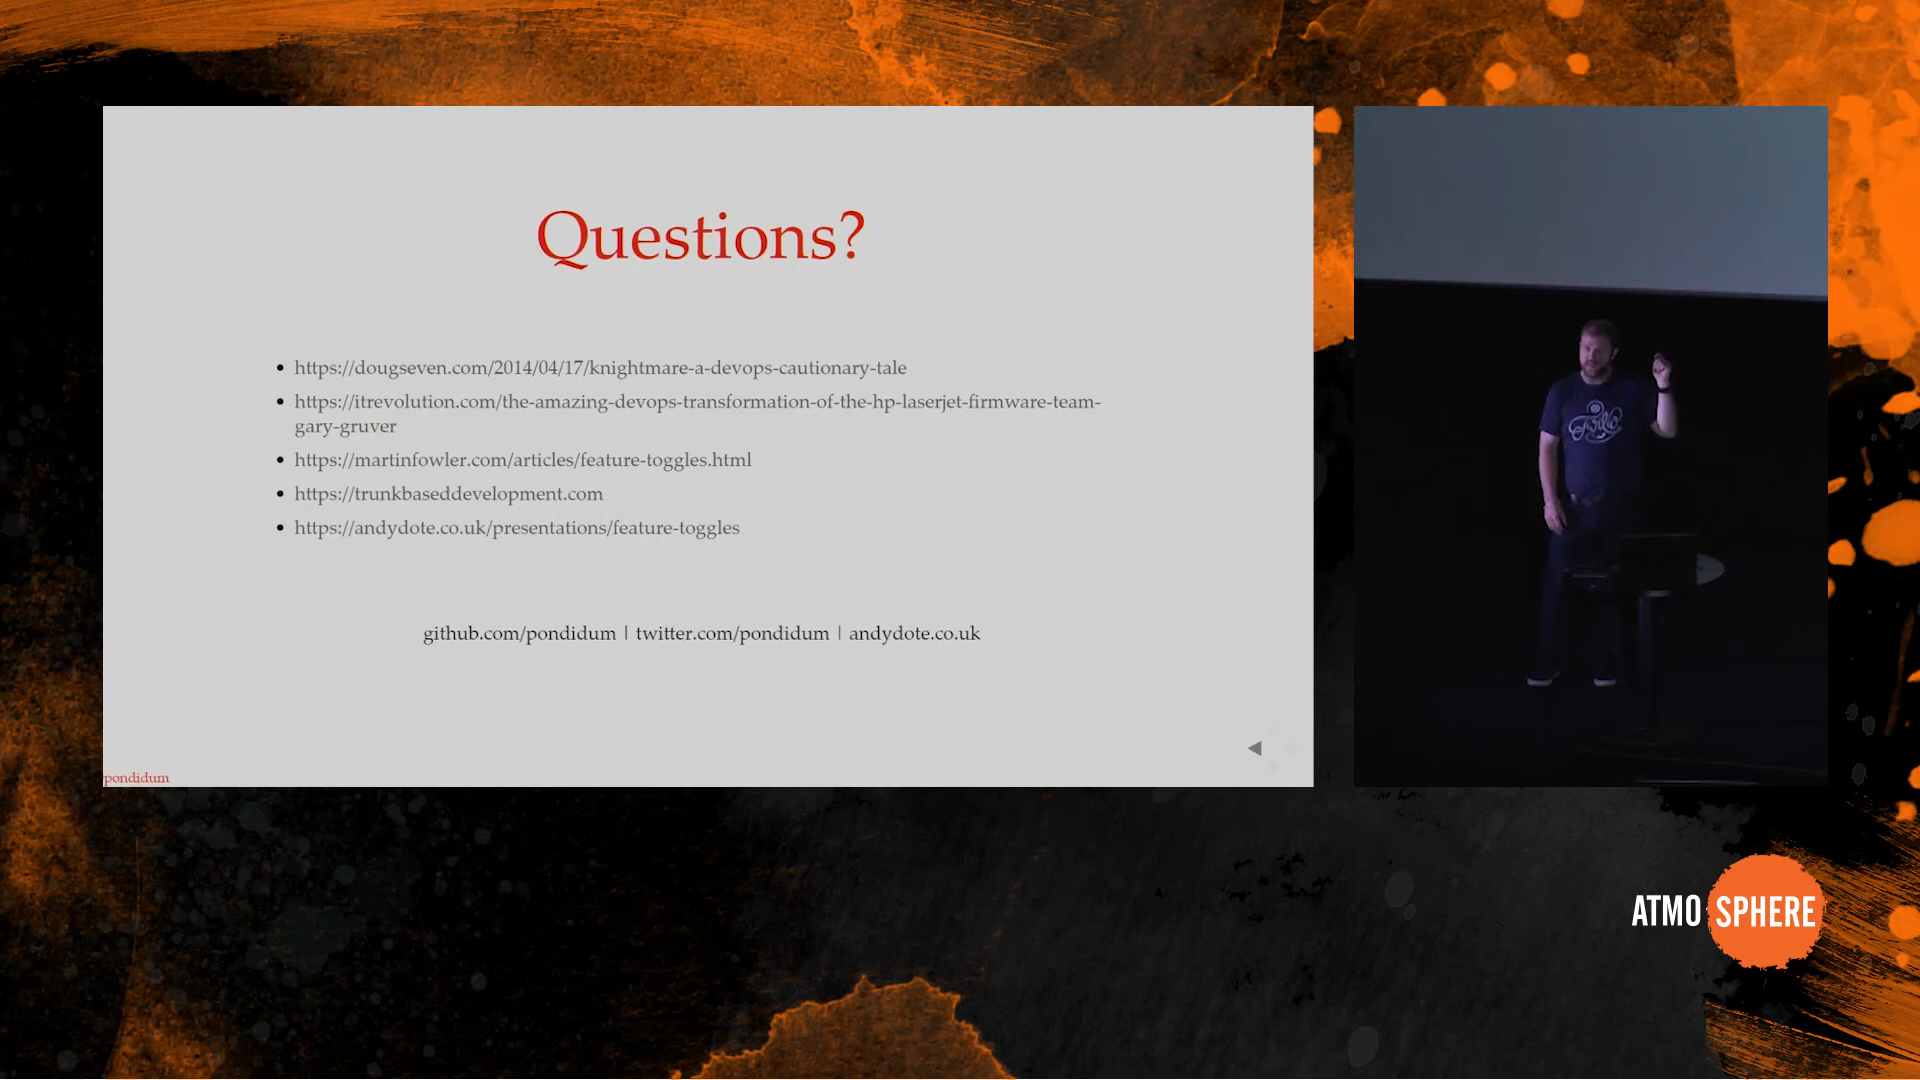 Questions?
https://dougseven.com/2014/04/17/knightmare-a-devops-cautionary-tale
https://itrevolution.com/the-amazing-devops-transformation-of-the-hp-laserjet-firmware-team-
gary-gruver
https://martinfowler.com/articles/feature-toggles.html
https://trunkbaseddevelopment.com
https://andydote.co.uk/presentations/feature-toggles
github.com/pondidum | twitter.com/pondidum | andydote.co.uk
pondidum
Twilio
ATMO SPHERE